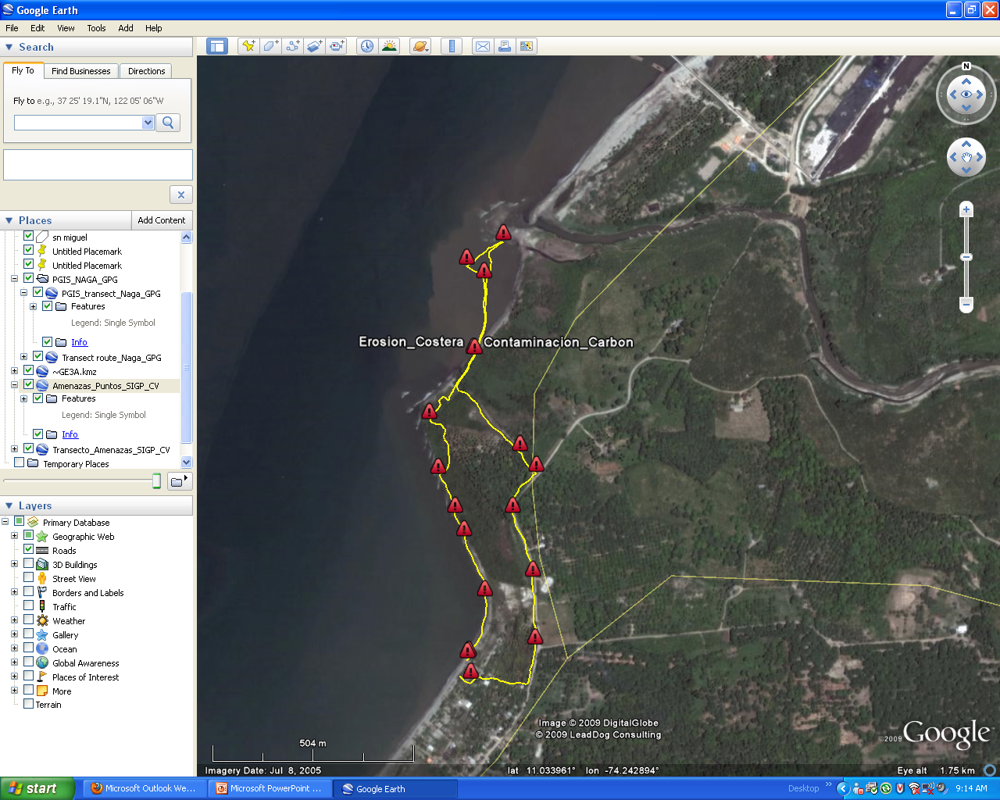 Google Earth
File Edit View Tools Add Help
Search
Fly To Find Businesses Directions
Fly to e.g., 37 25' 19.1"N, 122 05' 06"W
Places Add Content
sn miguel
Untitled Placemark
Untitled Placemark
PGIS_NAGA_GPG
PGIS_transect_Naga_GPG
Features
Legend: Single Symbol
Info
Transect route_Naga_GPG
~GE3A.kmz
Amenazas_Puntos_SIGP_CV
Features
Legend: Single Symbol
Info
Transecto_Amenazas_SIGP_CV
Temporary Places
Layers
Primary Database
Geographic Web
Roads
3D Buildings
Street View
Borders and Labels
Traffic
Weather
Gallery
Ocean
Global Awareness
Places of Interest
More
Terrain
N
Erosion_Costera Contaminacion_Carbon
Image © 2009 DigitalGlobe
© 2009 LeadDog Consulting
©2009 Google
504 m
Imagery Date: Jul 8, 2005 lat 11.033961° lon -74.242894° Eye alt 1.75 km
start Microsoft Outlook We... Microsoft PowerPoint ... Google Earth Desktop 9:14 AM